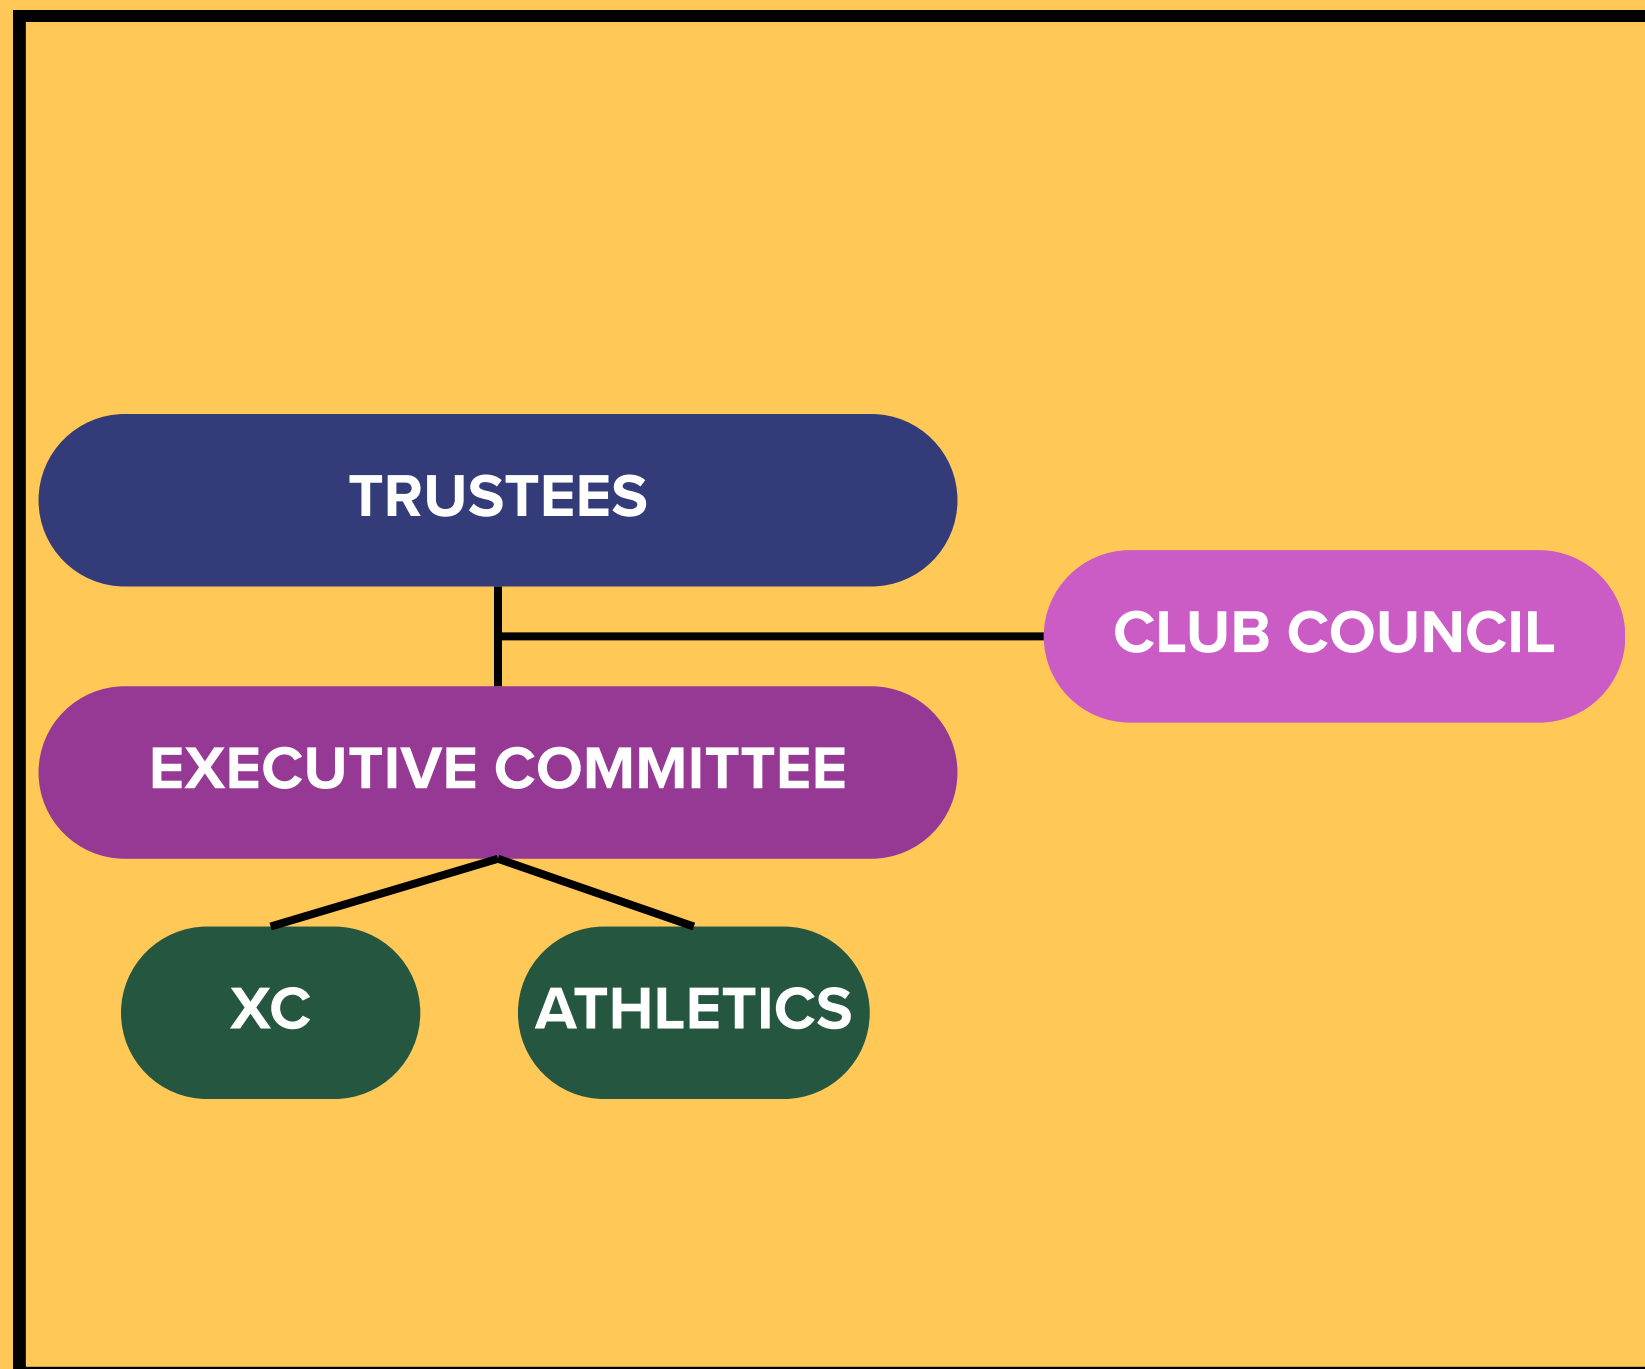 TRUSTEES
CLUB COUNCIL
EXECUTIVE COMMITTEE
XC
ATHLETICS